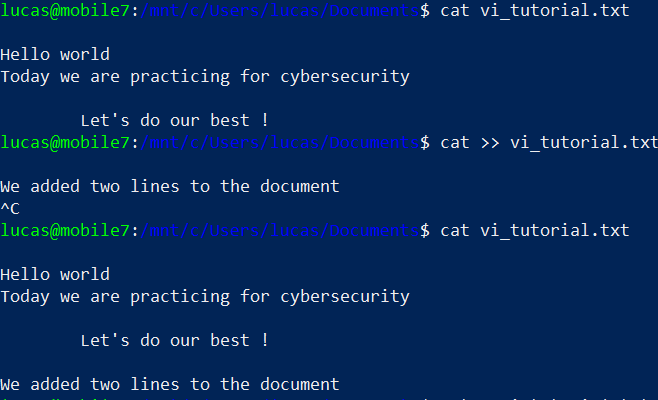 lucas@mobile7:/mnt/c/Users/lucas/Documents$ cat vi_tutorial.txt
Hello world
Today we are practicing for cybersecurity
Let's do our best !
lucas@mobile7:/mnt/c/Users/lucas/Documents$ cat >> vi_tutorial.txt
We added two lines to the document
^C
lucas@mobile7:/mnt/c/Users/lucas/Documents$ cat vi_tutorial.txt
Hello world
Today we are practicing for cybersecurity
Let's do our best !
We added two lines to the document